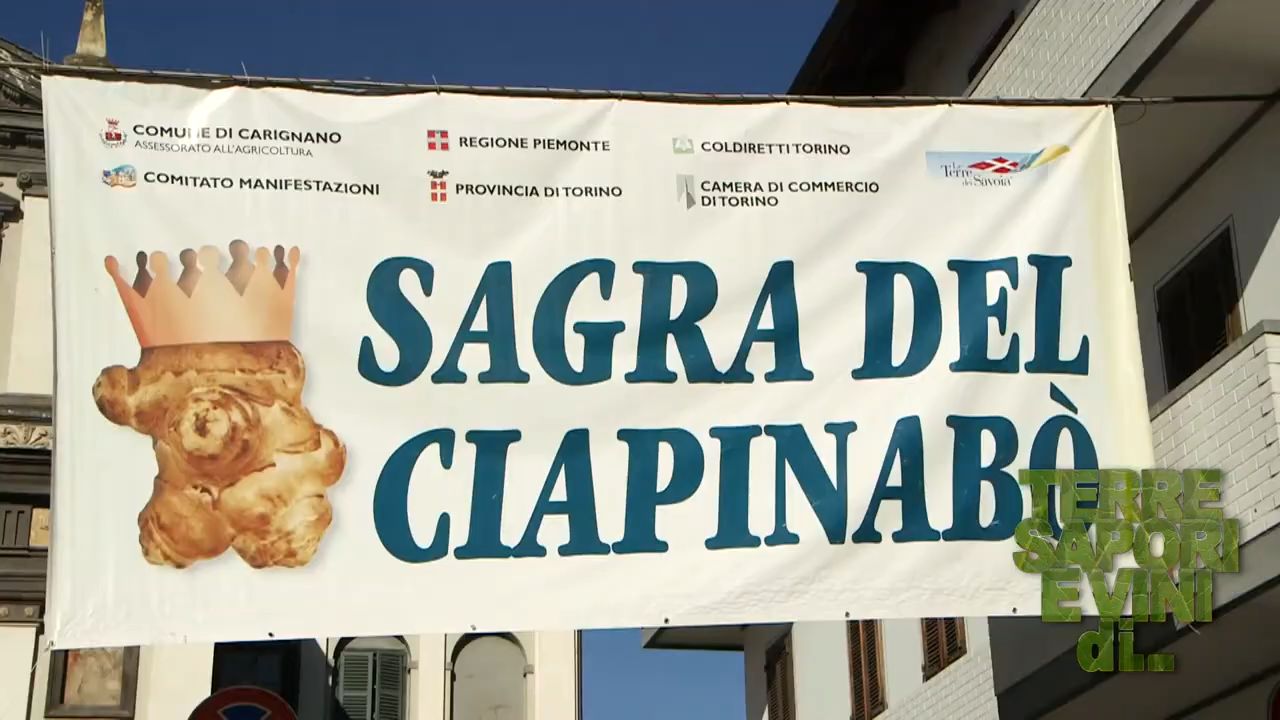 COMUNE DI CARIGNANO
ASSESSORATO ALL'AGRICOLTURA
COMITATO MANIFESTAZIONI
REGIONE PIEMONTE
PROVINCIA DI TORINO
COLDIRETTI TORINO
CAMERA DI COMMERCIO
DI TORINO
Le Terre
dei Savoia
SAGRA DEL
CIAPINABÒ
TERRE
SAPORI
E VINI
di...